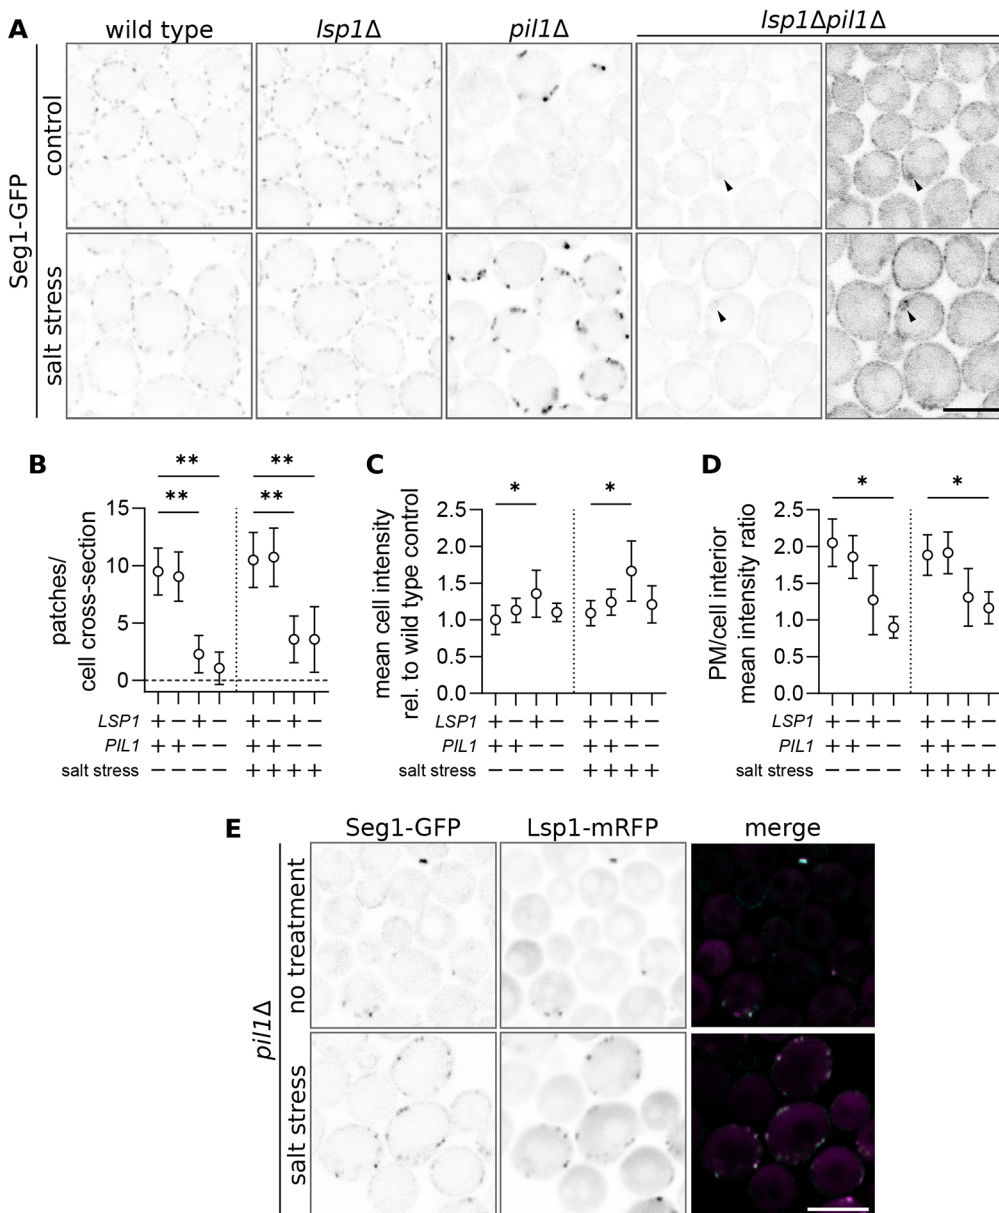 A
wild type
lsp1Δ
pil1Δ
lsp1Δpil1Δ
Seg1-GFP
control
salt stress
B
patches/
cell cross-section
** **
** **
15
10
5
0
LSP1 + − + − + − + −
PIL1 + + − − + + − −
salt stress − − − − + + + +
C
mean cell intensity
rel. to wild type control
* *
2.5
2.0
1.5
1.0
0.5
0.0
LSP1 + − + − + − + −
PIL1 + + − − + + − −
salt stress − − − − + + + +
D
PM/cell interior
mean intensity ratio
* *
2.5
2.0
1.5
1.0
0.5
0.0
LSP1 + − + − + − + −
PIL1 + + − − + + − −
salt stress − − − − + + + +
E
Seg1-GFP
Lsp1-mRFP
merge
pil1Δ
no treatment
salt stress